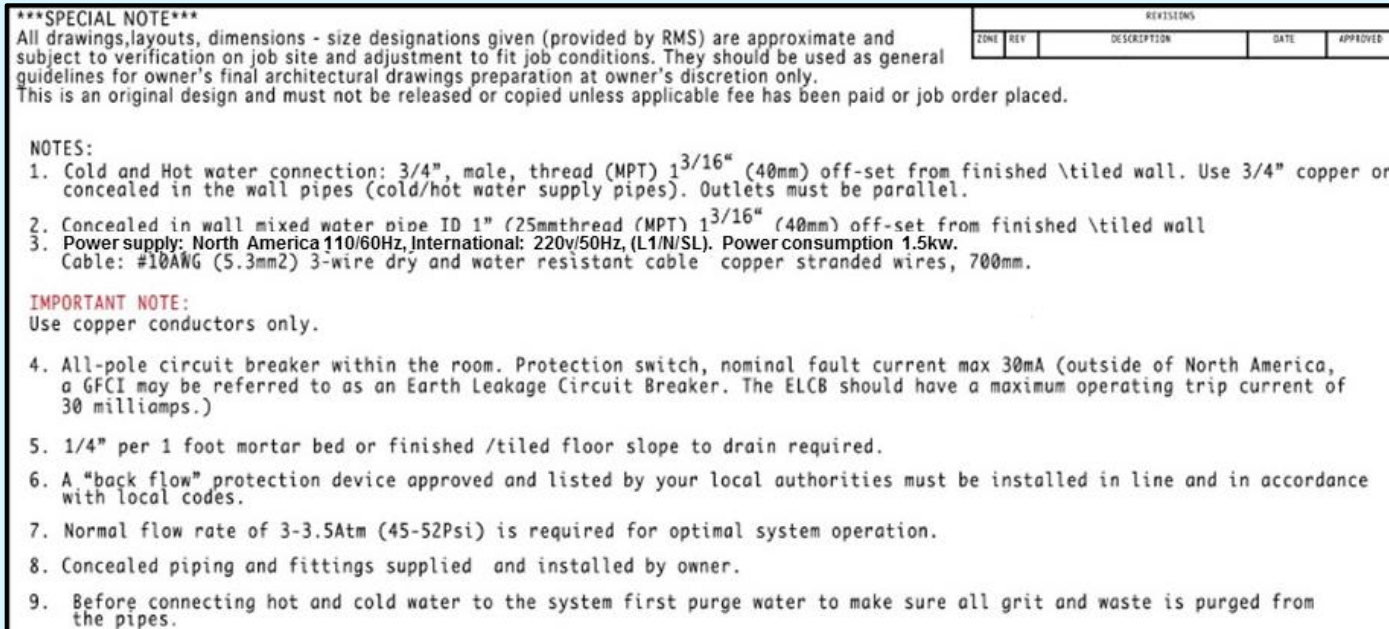 ***SPECIAL NOTE***
All drawings,layouts, dimensions - size designations given (provided by RMS) are approximate and
subject to verification on job site and adjustment to fit job conditions. They should be used as general
guidelines for owner's final architectural drawings preparation at owner's discretion only.
This is an original design and must not be released or copied unless applicable fee has been paid or job order placed.
REVISIONS
ZONE REV DESCRIPTION DATE APPROVED
NOTES:
1. Cold and Hot water connection: 3/4", male, thread (MPT) 1 3/16" (40mm) off-set from finished \tiled wall. Use 3/4" copper or
concealed in the wall pipes (cold/hot water supply pipes). Outlets must be parallel.
2. Concealed in wall mixed water pipe ID 1" (25mmthread (MPT) 1 3/16" (40mm) off-set from finished \tiled wall
3. Power supply: North America 110/60Hz, International: 220v/50Hz, (L1/N/SL). Power consumption 1.5kw.
Cable: #10AWG (5.3mm2) 3-wire dry and water resistant cable copper stranded wires, 700mm.
IMPORTANT NOTE:
Use copper conductors only.
4. All-pole circuit breaker within the room. Protection switch, nominal fault current max 30mA (outside of North America,
a GFCI may be referred to as an Earth Leakage Circuit Breaker. The ELCB should have a maximum operating trip current of
30 milliamps.)
5. 1/4" per 1 foot mortar bed or finished /tiled floor slope to drain required.
6. A "back flow" protection device approved and listed by your local authorities must be installed in line and in accordance
with local codes.
7. Normal flow rate of 3-3.5Atm (45-52Psi) is required for optimal system operation.
8. Concealed piping and fittings supplied and installed by owner.
9. Before connecting hot and cold water to the system first purge water to make sure all grit and waste is purged from
the pipes.